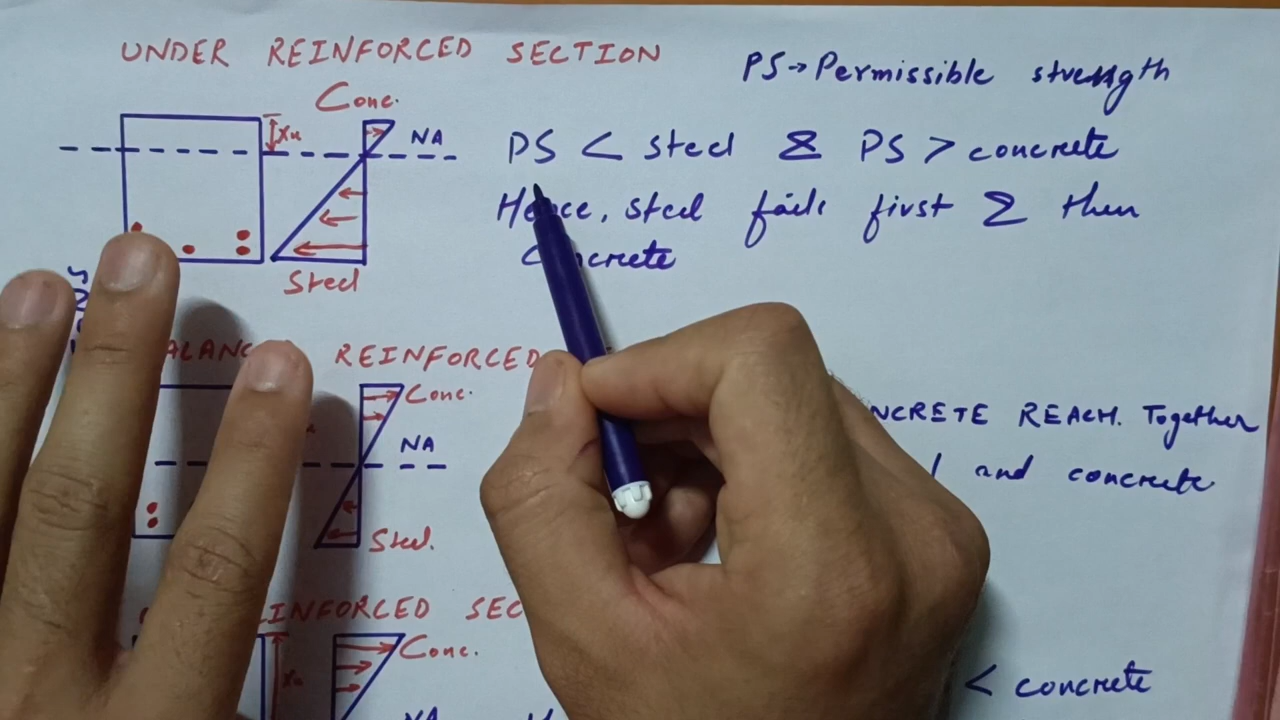 UNDER REINFORCED SECTION
PS→Permissible strength
Conc.
Xu
NA
PS < steel & PS > concrete
Hence, steel fails first & then
concrete
Steel
REINFORCED
Conc.
NA
NCRETE REACH. Together
and concrete
Steel.
INFORCED SEC
Conc.
Xu
< concrete
NA